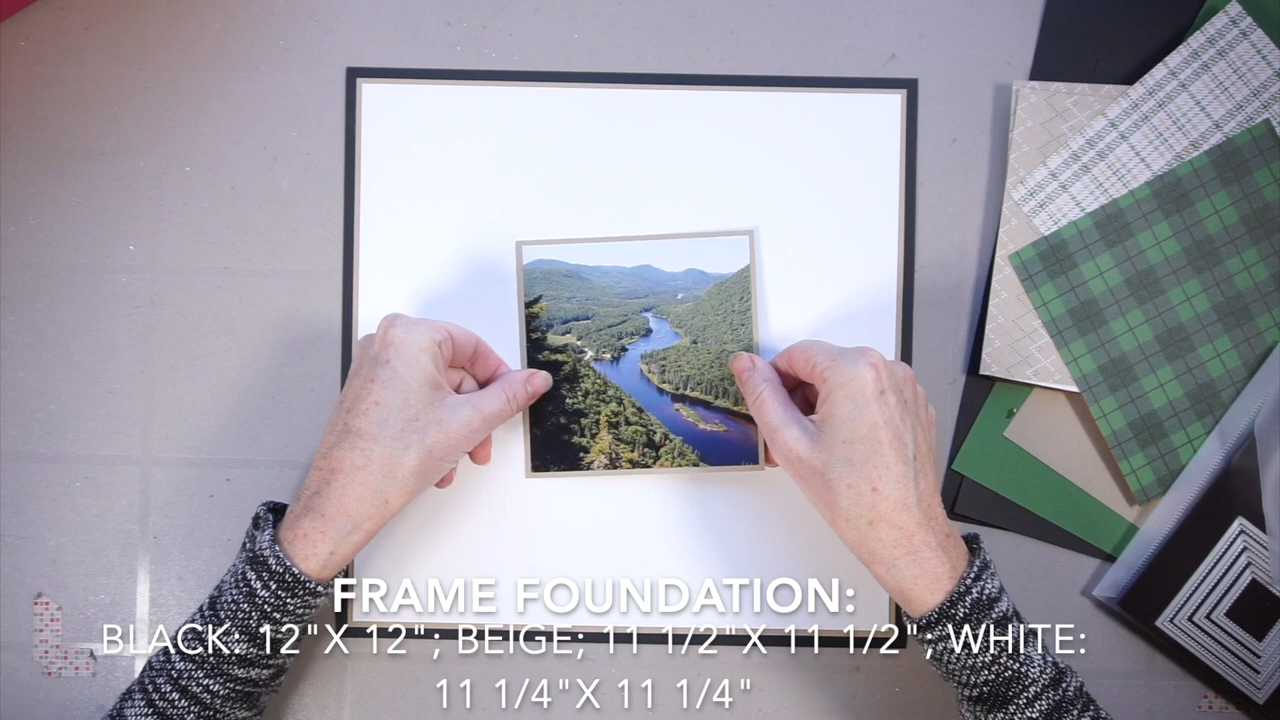 FRAME FOUNDATION:
BLACK: 12"X 12"; BEIGE; 11 1/2"X 11 1/2"; WHITE:
11 1/4"X 11 1/4"